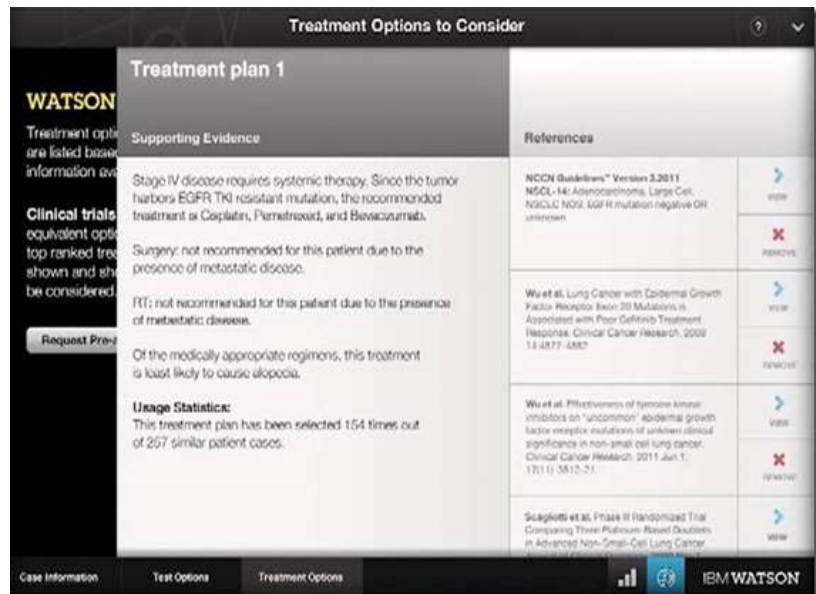 Treatment Options to Consider
?
WATSON
Treatment opti
are listed based
information ava
Clinical trials
equivalent opti
top ranked trea
shown and sho
be considered.
Request Pre-a
Treatment plan 1
Supporting Evidence
Stage IV disease requires systemic therapy. Since the tumor
harbors EGFR TKI resistant mutation, the recommended
treatment is Cisplatin, Pemetrexed, and Bevacizumab.
Surgery: not recommended for this patient due to the
presence of metastatic disease.
RT: not recommended for this patient due to the presence
of metastatic disease.
Of the medically appropriate regimens, this treatment
is least likely to cause alopecia.
Usage Statistics:
This treatment plan has been selected 154 times out
of 257 similar patient cases.
References
NCCN Guidelines™ Version 3.2011
NSCL-14: Adenocarcinoma, Large Cell,
NSCLC NOS: EGFR mutation negative OR
unknown
VIEW
REMOVE
Wu et al. Lung Cancer with Epidermal Growth
Factor Receptor Exon 20 Mutations is
Associated with Poor Gefitinib Treatment
Response. Clinical Cancer Research. 2008
14:4877-4882
VIEW
REMOVE
Wu et al. Effectiveness of tyrosine kinase
inhibitors on "uncommon" epidermal growth
factor receptor mutations of unknown clinical
significance in non-small cell lung cancer.
Clinical Cancer Research. 2011 Jun 1;
17(11):3812-21.
VIEW
REMOVE
Scagliotti et al. Phase III Randomized Trial
Comparing Three Platinum-Based Doublets
in Advanced Non-Small-Cell Lung Cancer.
VIEW
Case Information
Test Options
Treatment Options
IBM WATSON